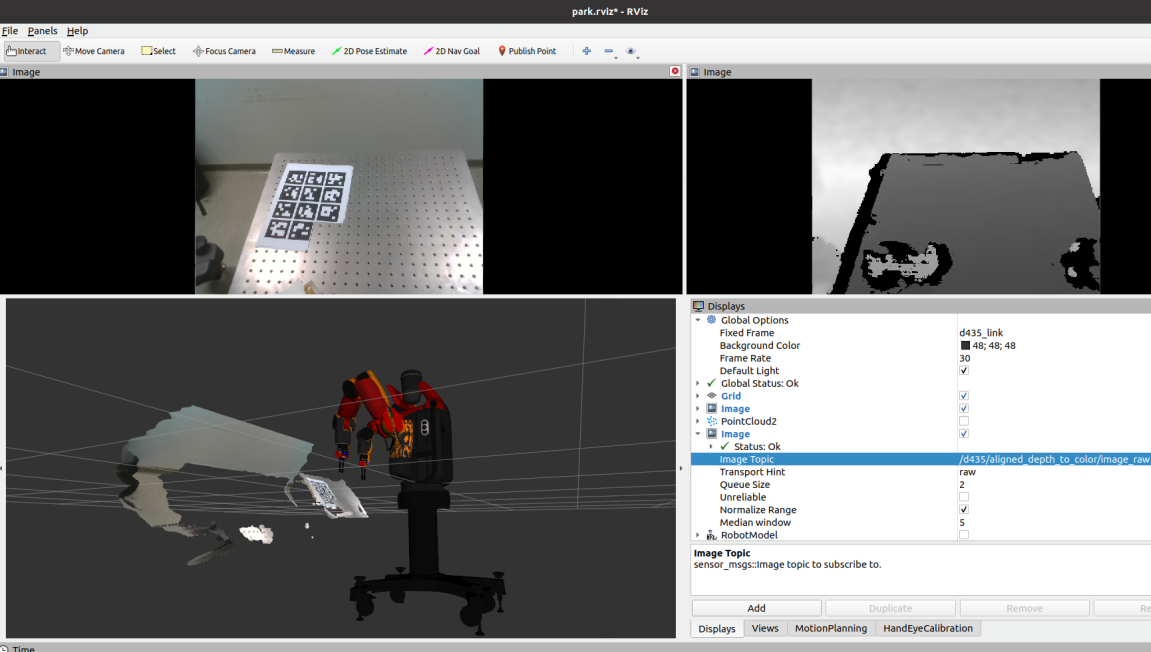 park.rviz* - RViz
File Panels Help
Interact Move Camera Select Focus Camera Measure 2D Pose Estimate 2D Nav Goal Publish Point
Image
Image
Displays
Global Options
Fixed Frame d435_link
Background Color 48; 48; 48
Frame Rate 30
Default Light
Global Status: Ok
Grid
Image
PointCloud2
Image
Status: Ok
Image Topic /d435/aligned_depth_to_color/image_raw
Transport Hint raw
Queue Size 2
Unreliable
Normalize Range
Median window 5
RobotModel
Image Topic
sensor_msgs::Image topic to subscribe to.
Add Duplicate Remove Re
Displays Views MotionPlanning HandEyeCalibration
Time